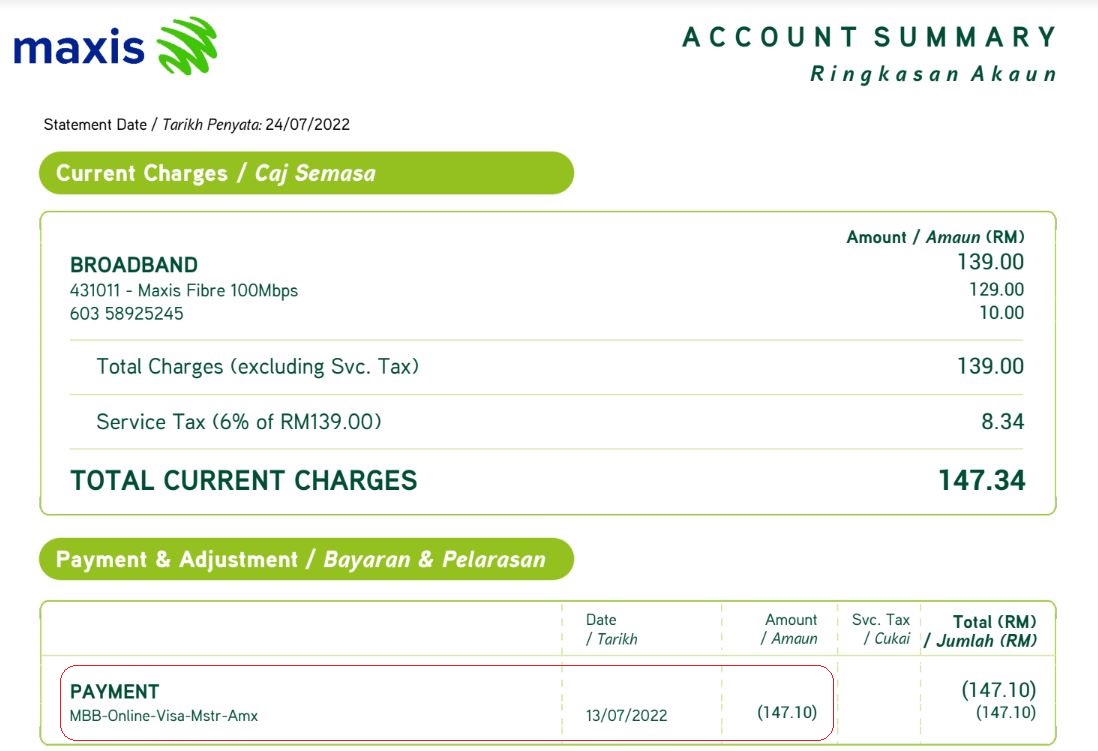 maxis
ACCOUNT SUMMARY
Ringkasan Akaun
Statement Date / Tarikh Penyata: 24/07/2022
Current Charges / Caj Semasa
Amount / Amaun (RM)
BROADBAND 139.00
431011 - Maxis Fibre 100Mbps 129.00
603 58925245 10.00
Total Charges (excluding Svc. Tax) 139.00
Service Tax (6% of RM139.00) 8.34
TOTAL CURRENT CHARGES 147.34
Payment & Adjustment / Bayaran & Pelarasan
Date Amount Svc. Tax Total (RM)
/ Tarikh / Amaun / Cukai / Jumlah (RM)
PAYMENT (147.10)
MBB-Online-Visa-Mstr-Amx 13/07/2022 (147.10) (147.10)